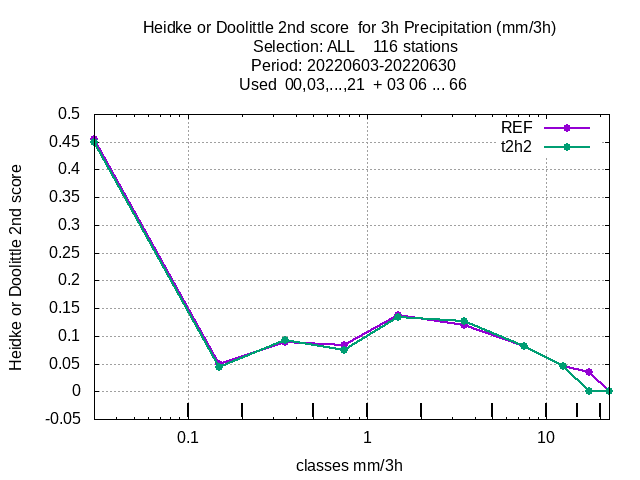 Heidke or Doolittle 2nd score  for 3h Precipitation (mm/3h)
Selection: ALL    116 stations
Period: 20220603-20220630
Used  00,03,...,21  + 03 06 ... 66
REF
t2h2
0.5
0.45
0.4
0.35
0.3
0.25
0.2
0.15
0.1
0.05
0
-0.05
Heidke or Doolittle 2nd score
0.1
1
10
classes mm/3h